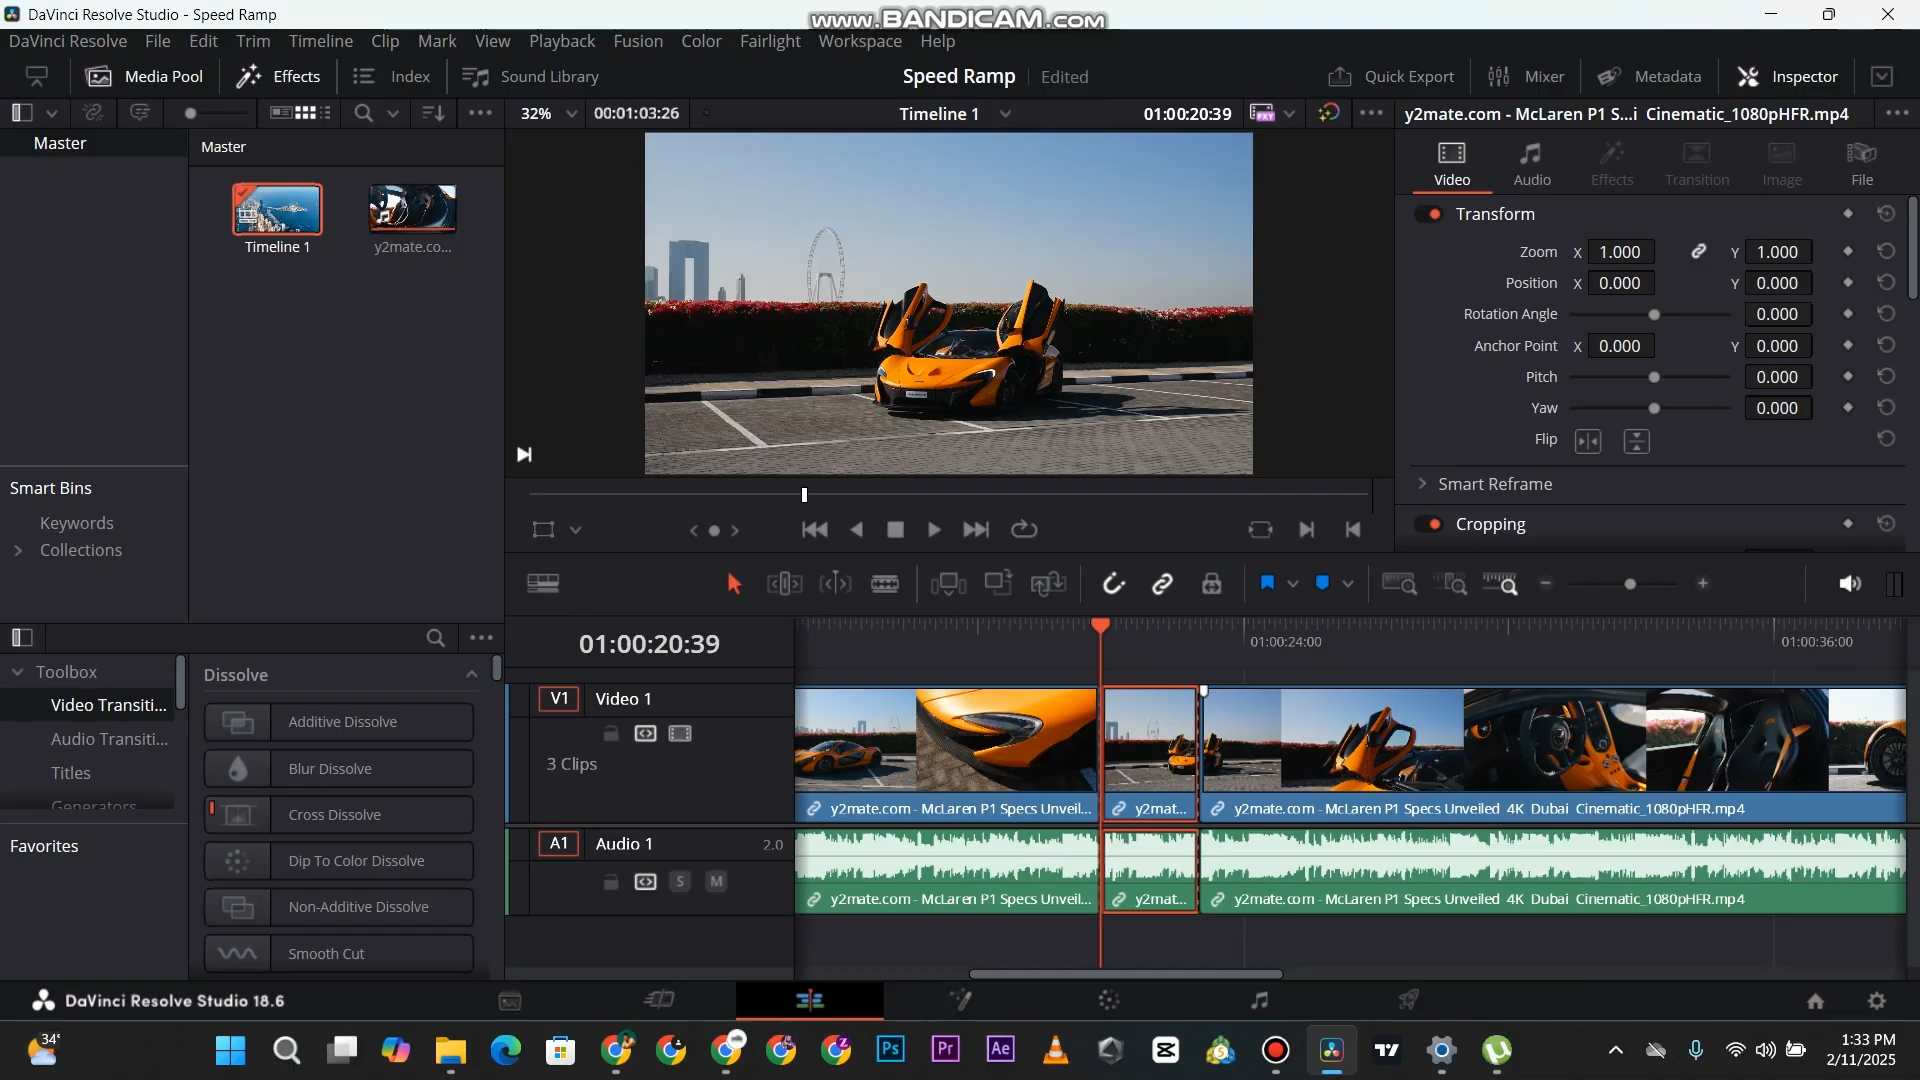 DaVinci Resolve Studio - Speed Ramp
www.BANDICAM.com
DaVinci Resolve File Edit Trim Timeline Clip Mark View Playback Fusion Color Fairlight Workspace Help
Media Pool Effects Index Sound Library Speed Ramp Edited Quick Export Mixer Metadata Inspector
32% 00:01:03:26 Timeline 1 01:00:20:39 PXY y2mate.com - McLaren P1 S...i Cinematic_1080pHFR.mp4
Master Master
Video Audio Effects Transition Image File
Timeline 1 y2mate.co...
Transform
Zoom X 1.000 Y 1.000
Position X 0.000 Y 0.000
Rotation Angle 0.000
Anchor Point X 0.000 Y 0.000
Pitch 0.000
Yaw 0.000
Flip
Smart Reframe
Cropping
Smart Bins
Keywords
Collections
01:00:20:39 01:00:24:00 01:00:36:00
Toolbox
Video Transiti...
Audio Transiti...
Titles
Generators
Favorites
Dissolve
Additive Dissolve
Blur Dissolve
Cross Dissolve
Dip To Color Dissolve
Non-Additive Dissolve
Smooth Cut
V1 Video 1
3 Clips
y2mate.com - McLaren P1 Specs Unveil... y2mat... y2mate.com - McLaren P1 Specs Unveiled 4K Dubai Cinematic_1080pHFR.mp4
A1 Audio 1 2.0
S M
y2mate.com - McLaren P1 Specs Unveil... y2mat... y2mate.com - McLaren P1 Specs Unveiled 4K Dubai Cinematic_1080pHFR.mp4
DaVinci Resolve Studio 18.6
34°
Ps Pr Ae
1:33 PM
2/11/2025